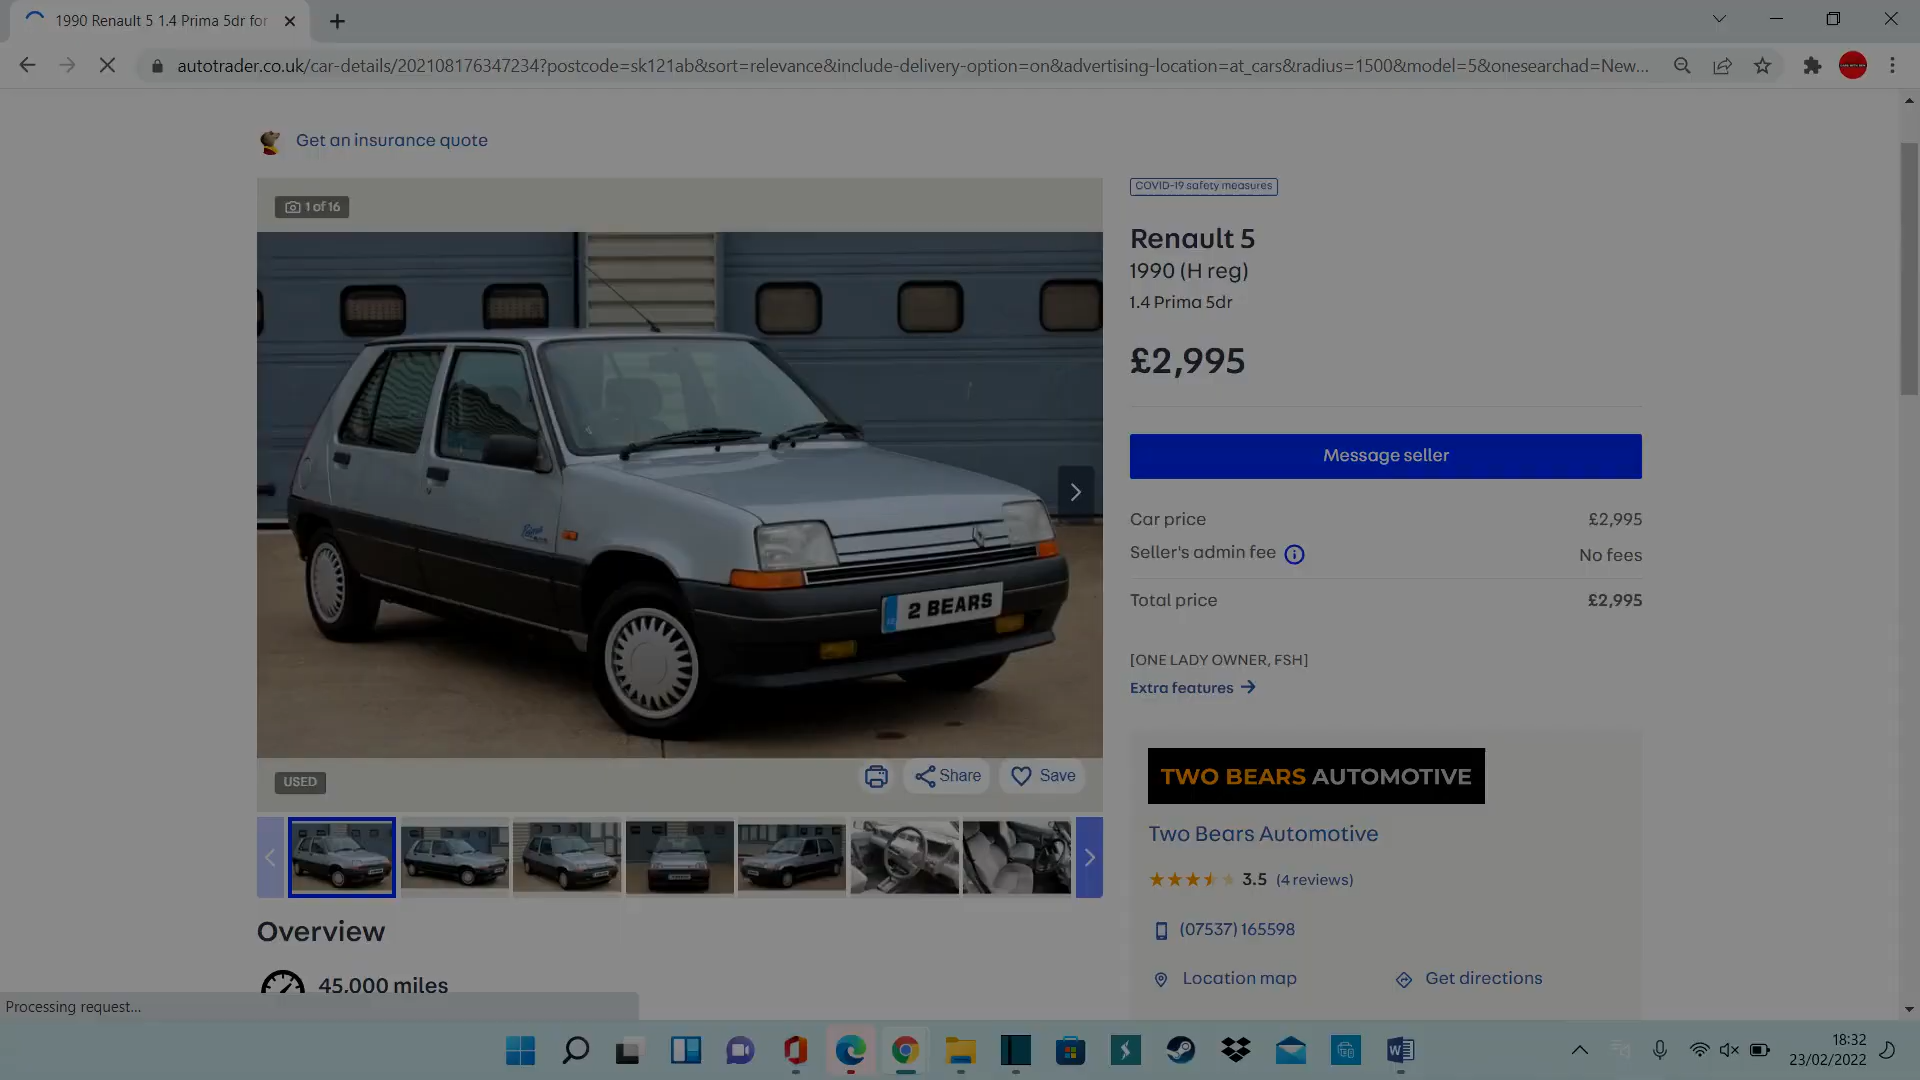 1990 Renault 5 1.4 Prima 5dr for
autotrader.co.uk/car-details/202108176347234?postcode=sk121ab&sort=relevance&include-delivery-option=on&advertising-location=at_cars&radius=1500&model=5&onesearchad=New...
Get an insurance quote
1 of 16
2 BEARS
USED
Share
Save
Overview
45,000 miles
COVID-19 safety measures
Renault 5
1990 (H reg)
1.4 Prima 5dr
£2,995
Message seller
Car price £2,995
Seller's admin fee No fees
Total price £2,995
[ONE LADY OWNER, FSH]
Extra features
TWO BEARS AUTOMOTIVE
Two Bears Automotive
3.5 (4 reviews)
(07537) 165598
Location map Get directions
Processing request...
18:32
23/02/2022